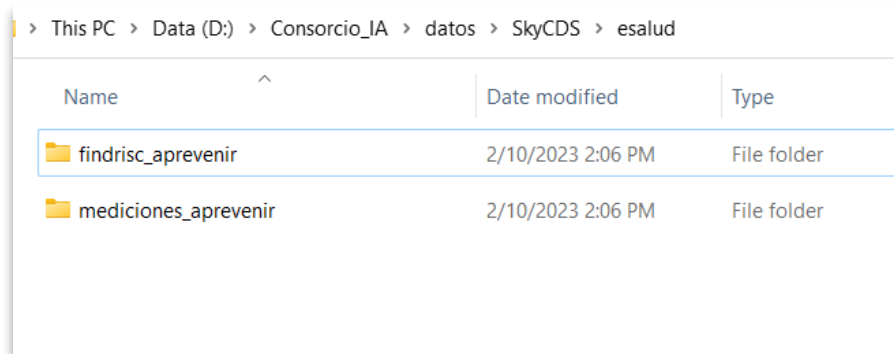 > This PC > Data (D:) > Consorcio_IA > datos > SkyCDS > esalud
Name Date modified Type
findrisc_aprevenir 2/10/2023 2:06 PM File folder
mediciones_aprevenir 2/10/2023 2:06 PM File folder